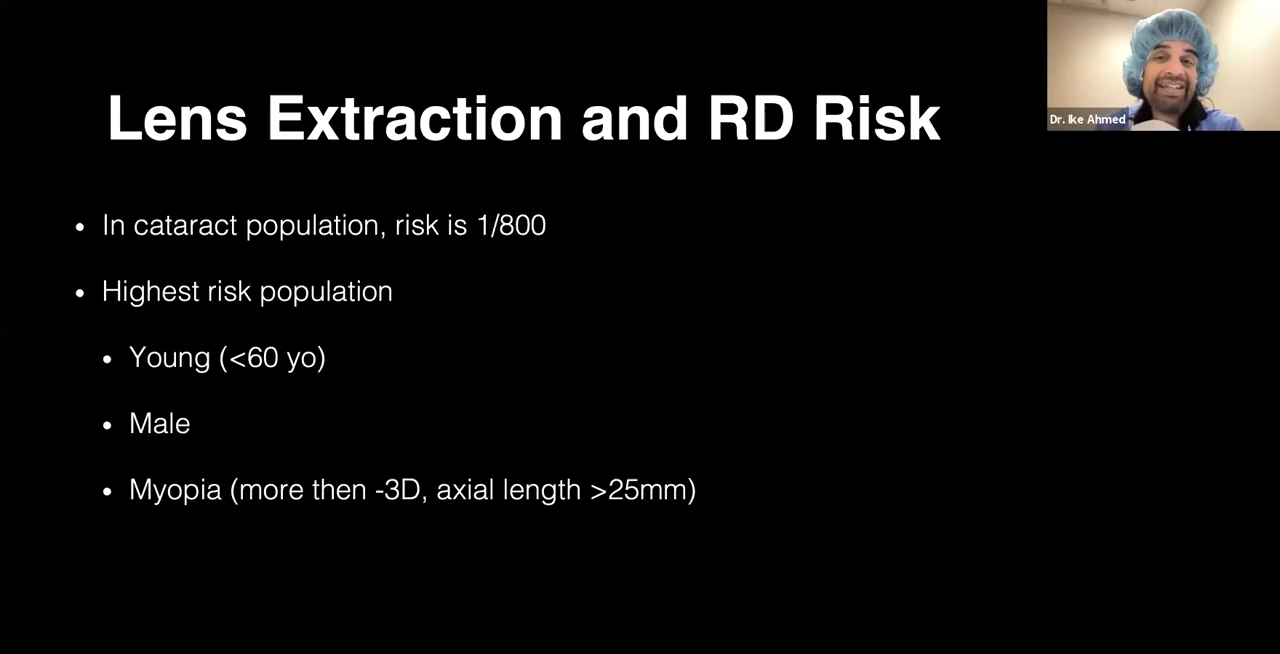 Lens Extraction and RD Risk
Dr. Ike Ahmed
• In cataract population, risk is 1/800
• Highest risk population
• Young (<60 yo)
• Male
• Myopia (more then -3D, axial length >25mm)